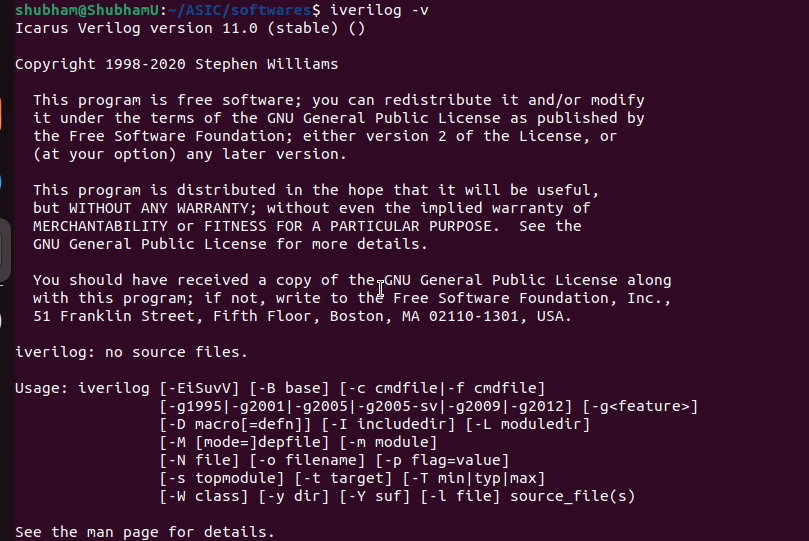 shubham@ShubhamU:~/ASIC/softwares$ iverilog -v
Icarus Verilog version 11.0 (stable) ()
Copyright 1998-2020 Stephen Williams
This program is free software; you can redistribute it and/or modify
it under the terms of the GNU General Public License as published by
the Free Software Foundation; either version 2 of the License, or
(at your option) any later version.
This program is distributed in the hope that it will be useful,
but WITHOUT ANY WARRANTY; without even the implied warranty of
MERCHANTABILITY or FITNESS FOR A PARTICULAR PURPOSE.  See the
GNU General Public License for more details.
You should have received a copy of the GNU General Public License along
with this program; if not, write to the Free Software Foundation, Inc.,
51 Franklin Street, Fifth Floor, Boston, MA 02110-1301, USA.
iverilog: no source files.
Usage: iverilog [-EiSuvV] [-B base] [-c cmdfile|-f cmdfile]
[-g1995|-g2001|-g2005|-g2005-sv|-g2009|-g2012] [-g<feature>]
[-D macro[=defn]] [-I includedir] [-L moduledir]
[-M [mode=]depfile] [-m module]
[-N file] [-o filename] [-p flag=value]
[-s topmodule] [-t target] [-T min|typ|max]
[-W class] [-y dir] [-Y suf] [-l file] source_file(s)
See the man page for details.